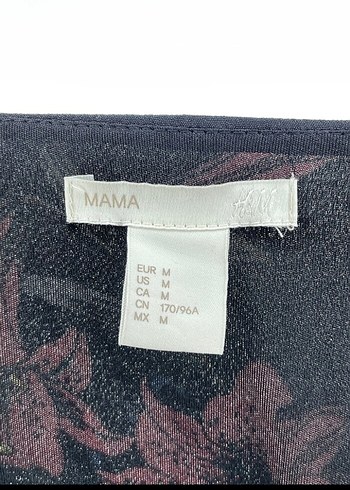 MAMA H&M
EUR M
US M
CA M
CN 170/96A
MX M